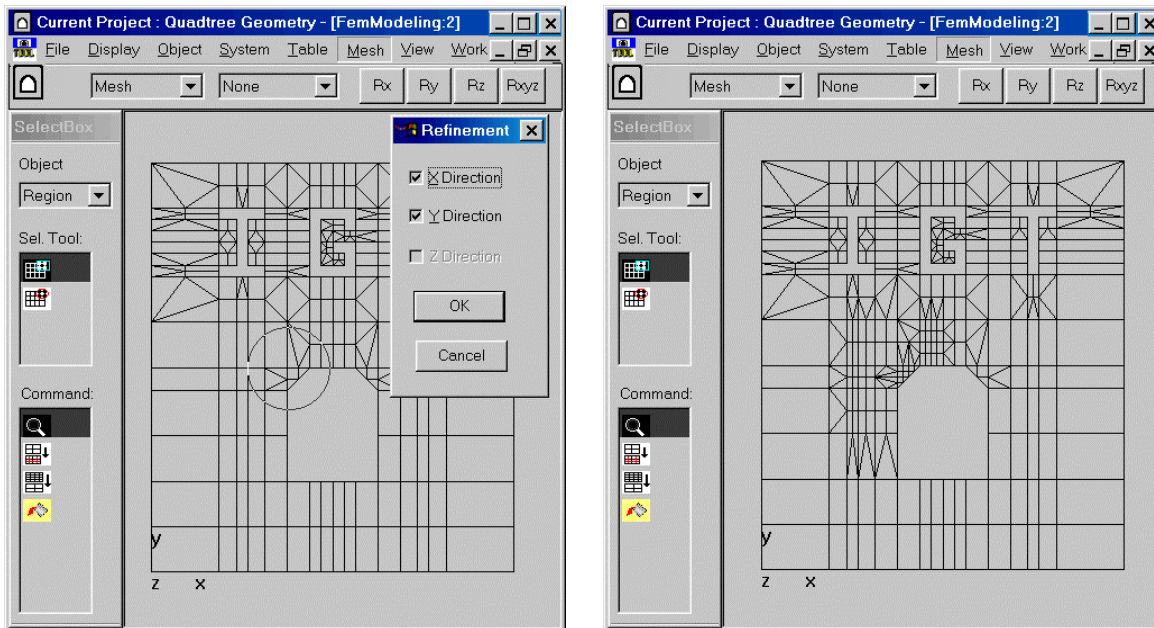 Current Project : Quadtree Geometry - [FemModeling:2]
File Display Object System Table Mesh View Work
Mesh None Rx Ry Rz Rxyz
SelectBox
Object
Region
Sel. Tool:
Command:
Refinement
X Direction
Y Direction
Z Direction
OK
Cancel
y
z x
Current Project : Quadtree Geometry - [FemModeling:2]
File Display Object System Table Mesh View Work
Mesh None Rx Ry Rz Rxyz
SelectBox
Object
Region
Sel. Tool:
Command:
y
z x